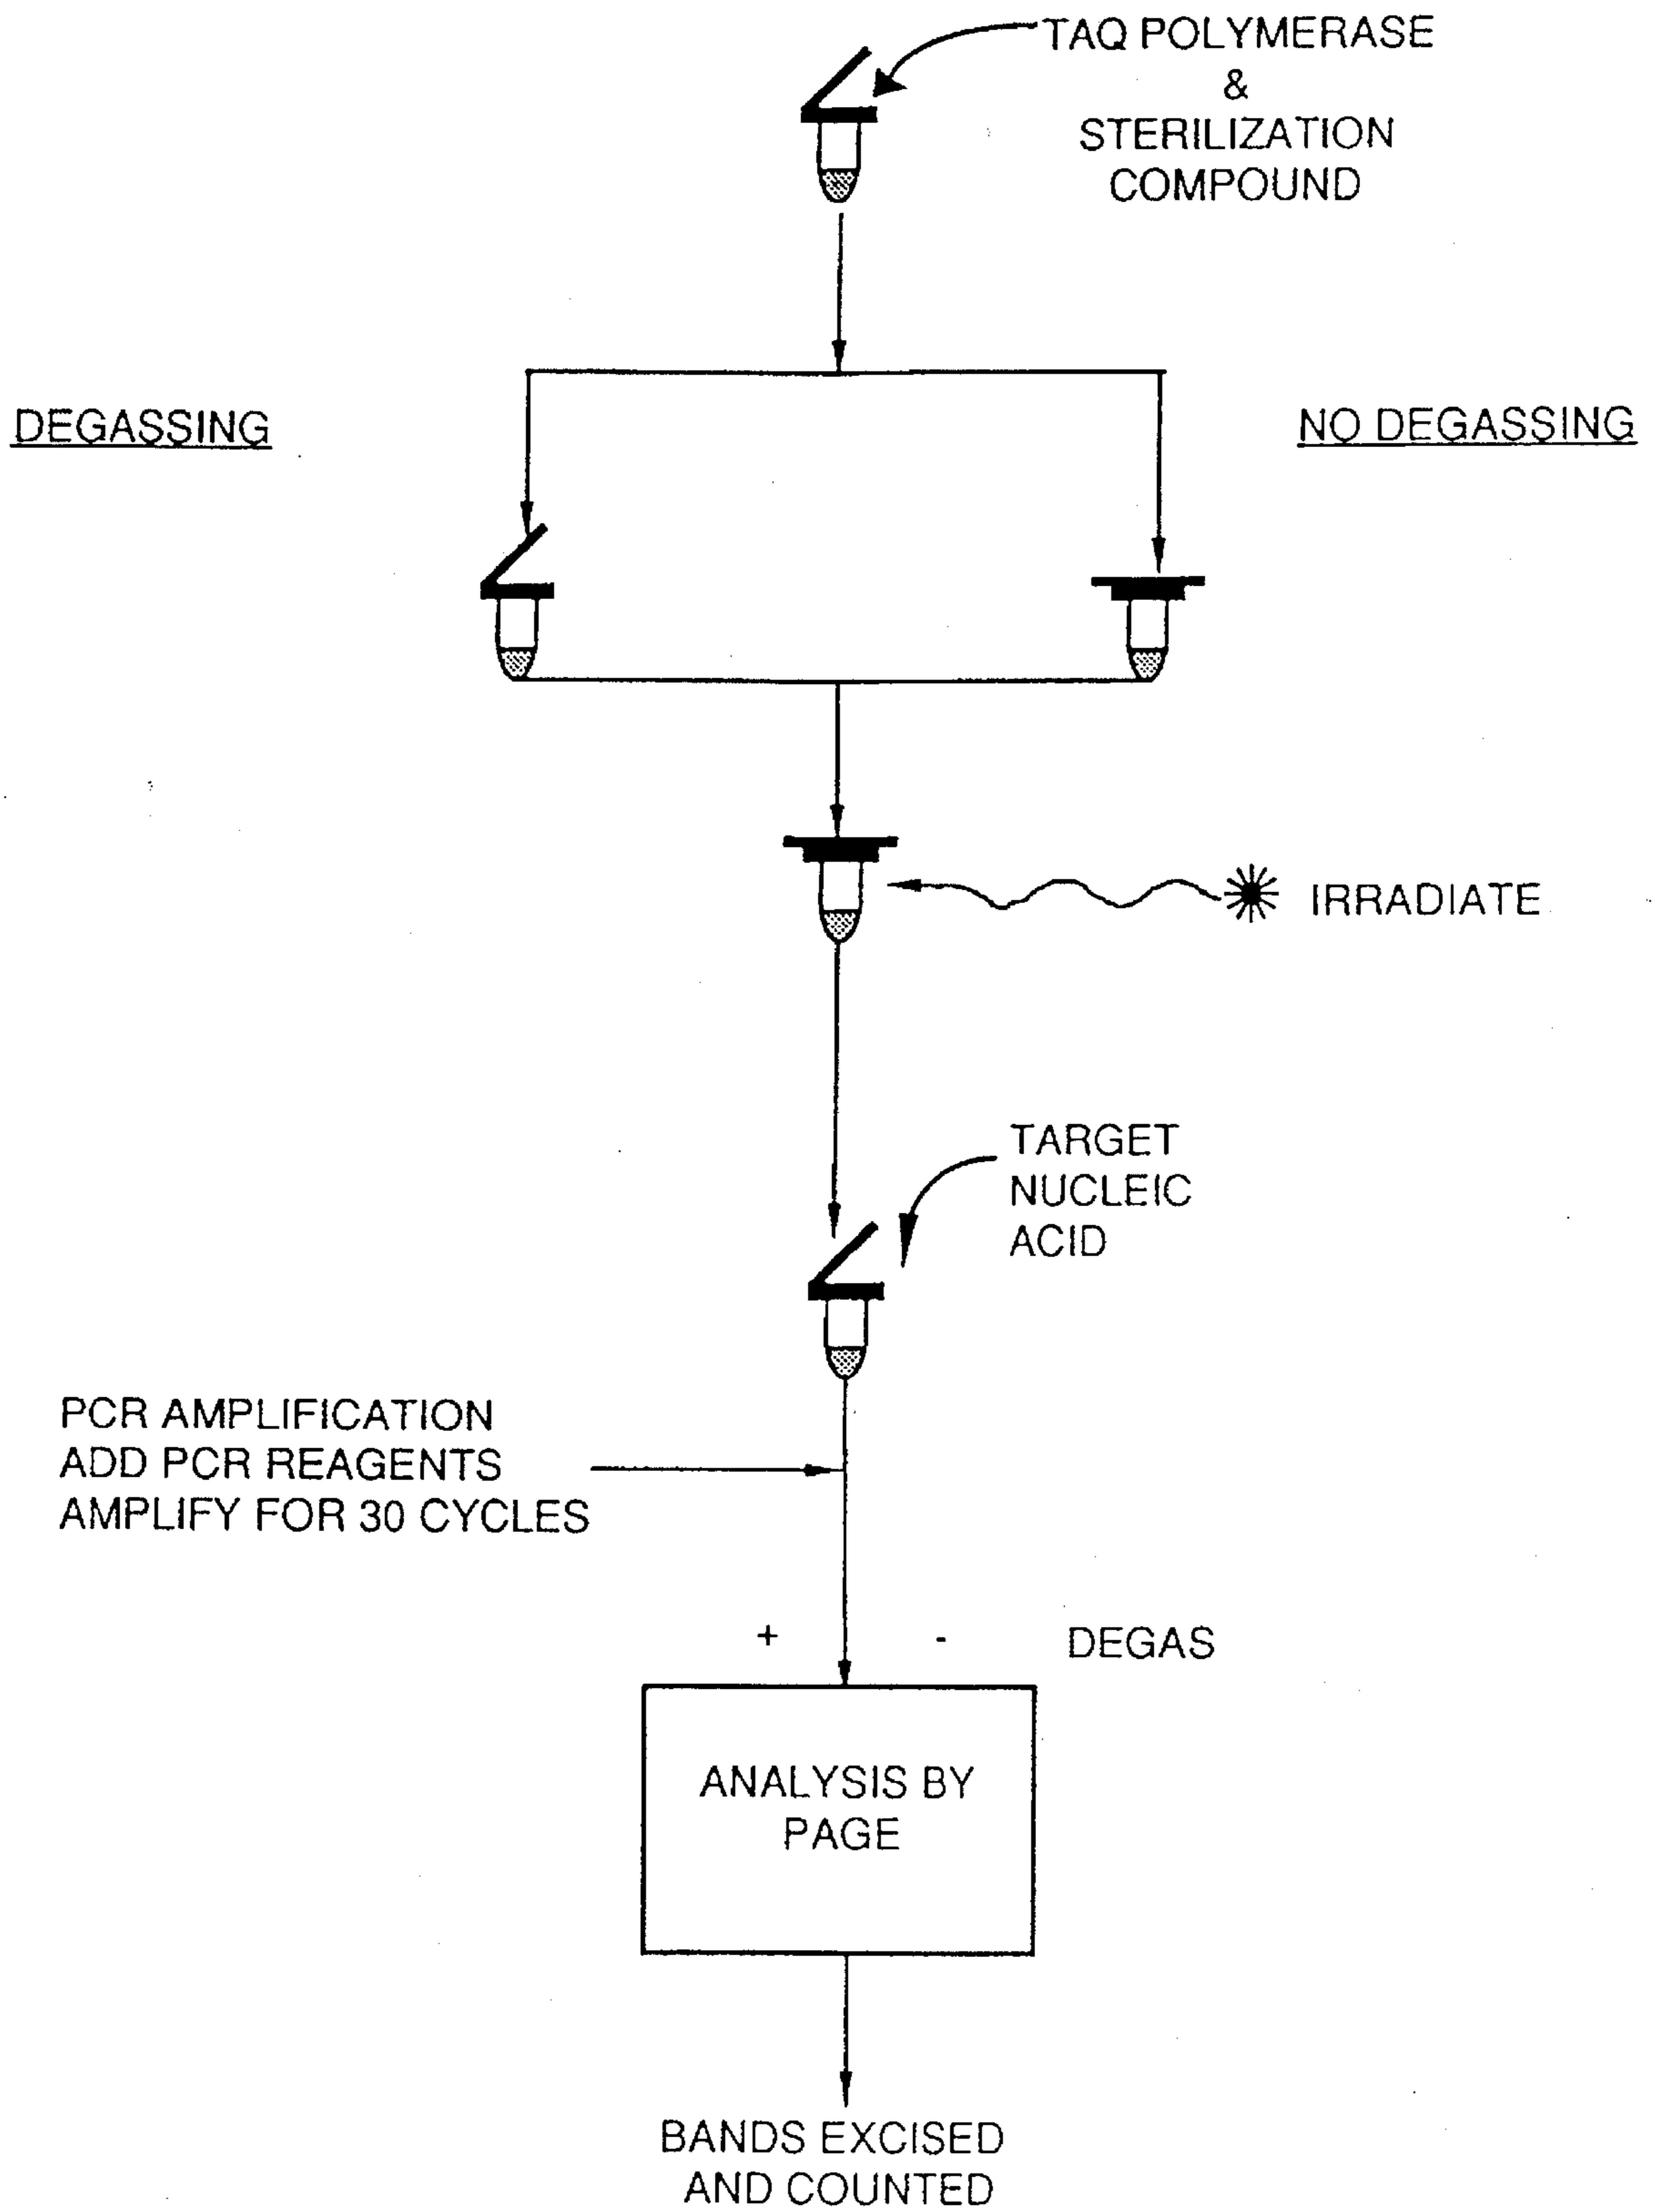 TAQ POLYMERASE
&
STERILIZATION
COMPOUND
DEGASSING
NO DEGASSING
IRRADIATE
TARGET
NUCLEIC
ACID
PCR AMPLIFICATION
ADD PCR REAGENTS
AMPLIFY FOR 30 CYCLES
+ - DEGAS
ANALYSIS BY
PAGE
BANDS EXCISED
AND COUNTED